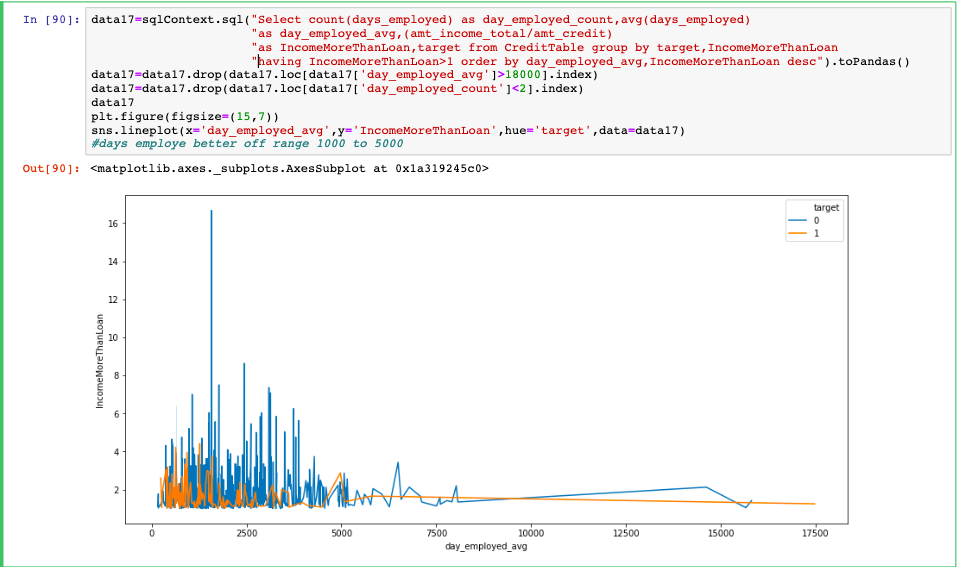 In [90]: data17=sqlContext.sql("Select count(days_employed) as day_employed_count,avg(days_employed)
"as day_employed_avg,(amt_income_total/amt_credit)
"as IncomeMoreThanLoan,target from CreditTable group by target,IncomeMoreThanLoan
"having IncomeMoreThanLoan>1 order by day_employed_avg,IncomeMoreThanLoan desc").toPandas()
data17=data17.drop(data17.loc[data17['day_employed_avg']>18000].index)
data17=data17.drop(data17.loc[data17['day_employed_count']<2].index)
data17
plt.figure(figsize=(15,7))
sns.lineplot(x='day_employed_avg',y='IncomeMoreThanLoan',hue='target',data=data17)
#days employe better off range 1000 to 5000
Out[90]: <matplotlib.axes._subplots.AxesSubplot at 0x1a319245c0>
target
0
1
16
14
12
10
8
6
4
2
IncomeMoreThanLoan
0 2500 5000 7500 10000 12500 15000 17500
day_employed_avg